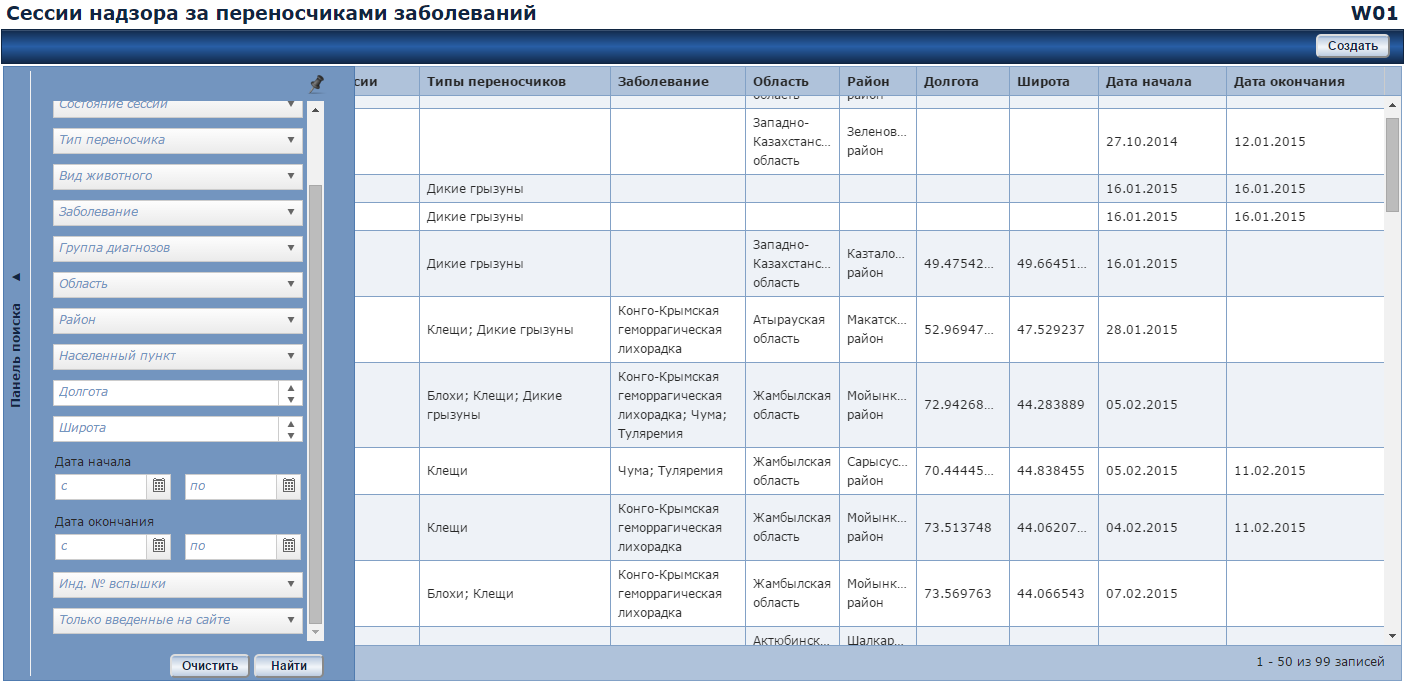 Сессии надзора за переносчиками заболеваний
W01
Создать
Панель поиска
Состояние сессии
Тип переносчика
Вид животного
Заболевание
Группа диагнозов
Область
Район
Населенный пункт
Долгота
Широта
Дата начала
с
по
Дата окончания
с
по
Инд. № вспышки
Только введенные на сайте
Очистить
Найти
сии Типы переносчиков Заболевание Область Район Долгота Широта Дата начала Дата окончания
область район
Западно-
Казахстанс...
область
Зеленов...
район
27.10.2014 12.01.2015
Дикие грызуны 16.01.2015 16.01.2015
Дикие грызуны 16.01.2015 16.01.2015
Дикие грызуны
Западно-
Казахстанс...
область
Казтало...
район
49.47542... 49.66451... 16.01.2015
Клещи; Дикие грызуны
Конго-Крымская
геморрагическая
лихорадка
Атырауская
область
Макатск...
район
52.96947... 47.529237 28.01.2015
Блохи; Клещи; Дикие
грызуны
Конго-Крымская
геморрагическая
лихорадка; Чума;
Туляремия
Жамбылская
область
Мойынк...
район
72.94268... 44.283889 05.02.2015
Клещи
Чума; Туляремия
Жамбылская
область
Сарысус...
район
70.44445... 44.838455 05.02.2015 11.02.2015
Клещи
Конго-Крымская
геморрагическая
лихорадка
Жамбылская
область
Мойынк...
район
73.513748 44.06207... 04.02.2015 11.02.2015
Блохи; Клещи
Конго-Крымская
геморрагическая
лихорадка
Жамбылская
область
Мойынк...
район
73.569763 44.066543 07.02.2015
Актюбинск... Шалкар...
1 - 50 из 99 записей